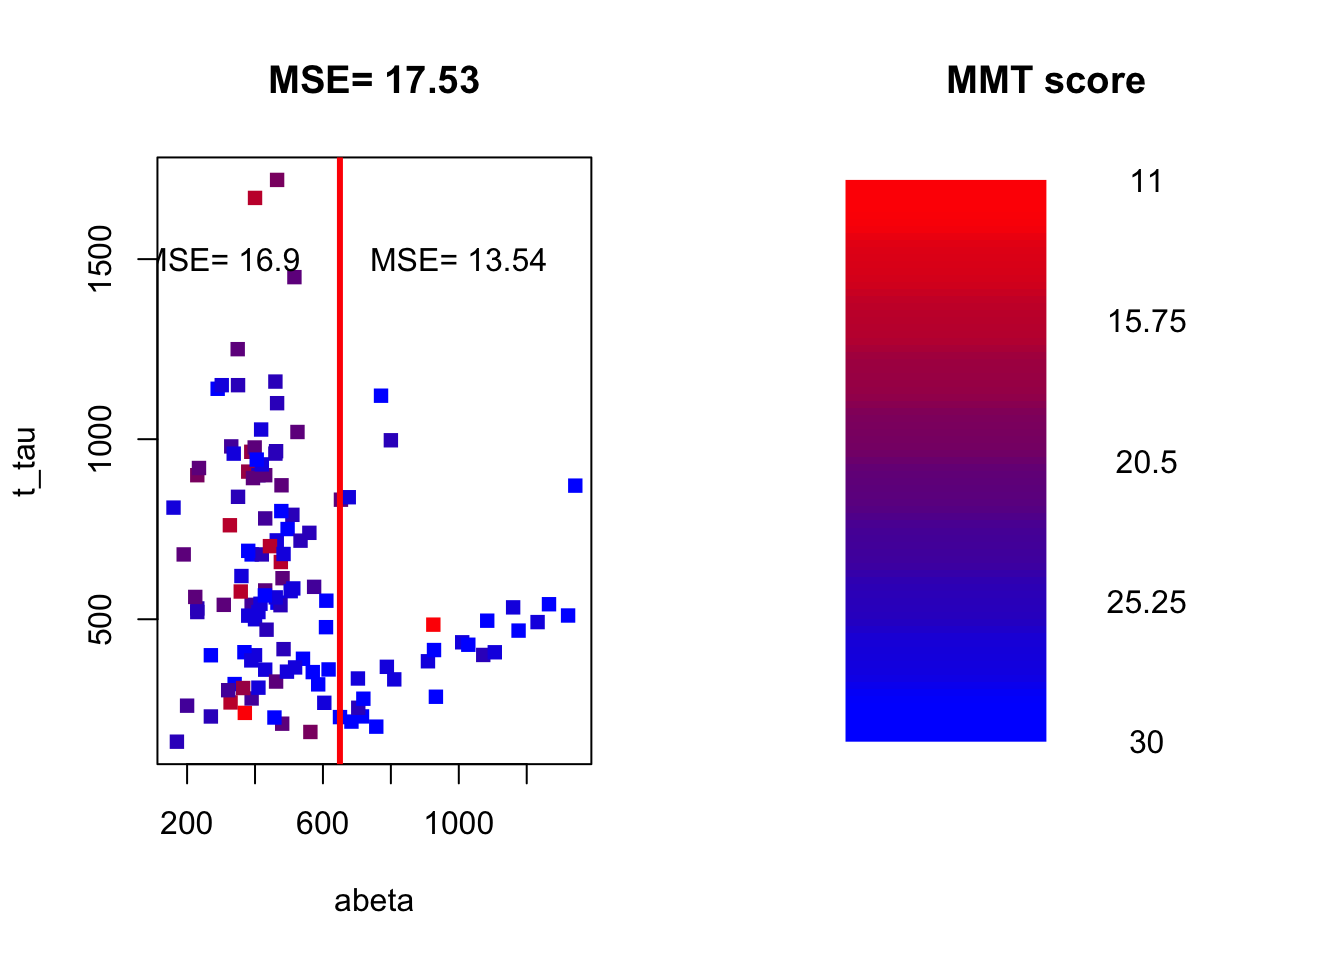 MSE= 17.53
MSE= 16.9
MSE= 13.54
t_tau
500
1000
1500
200
600
1000
abeta
MMT score
11
15.75
20.5
25.25
30